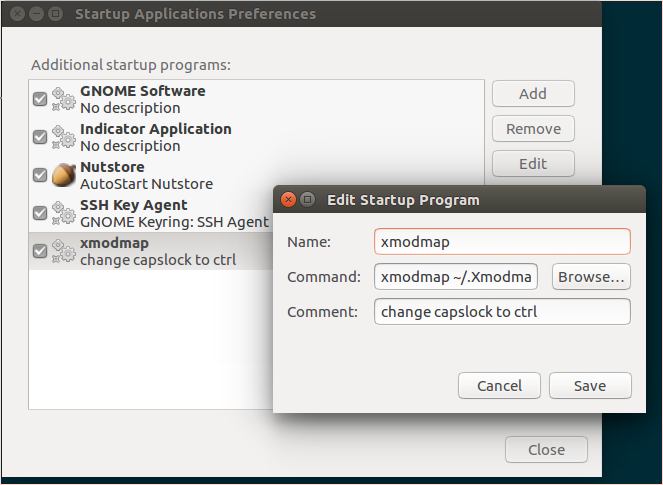 Startup Applications Preferences
Additional startup programs:
GNOME Software
No description
Indicator Application
No description
Nutstore
AutoStart Nutstore
SSH Key Agent
GNOME Keyring: SSH Agent
xmodmap
change capslock to ctrl
Add
Remove
Edit
Edit Startup Program
Name: xmodmap
Command: xmodmap ~/.Xmodma Browse...
Comment: change capslock to ctrl
Cancel Save
Close